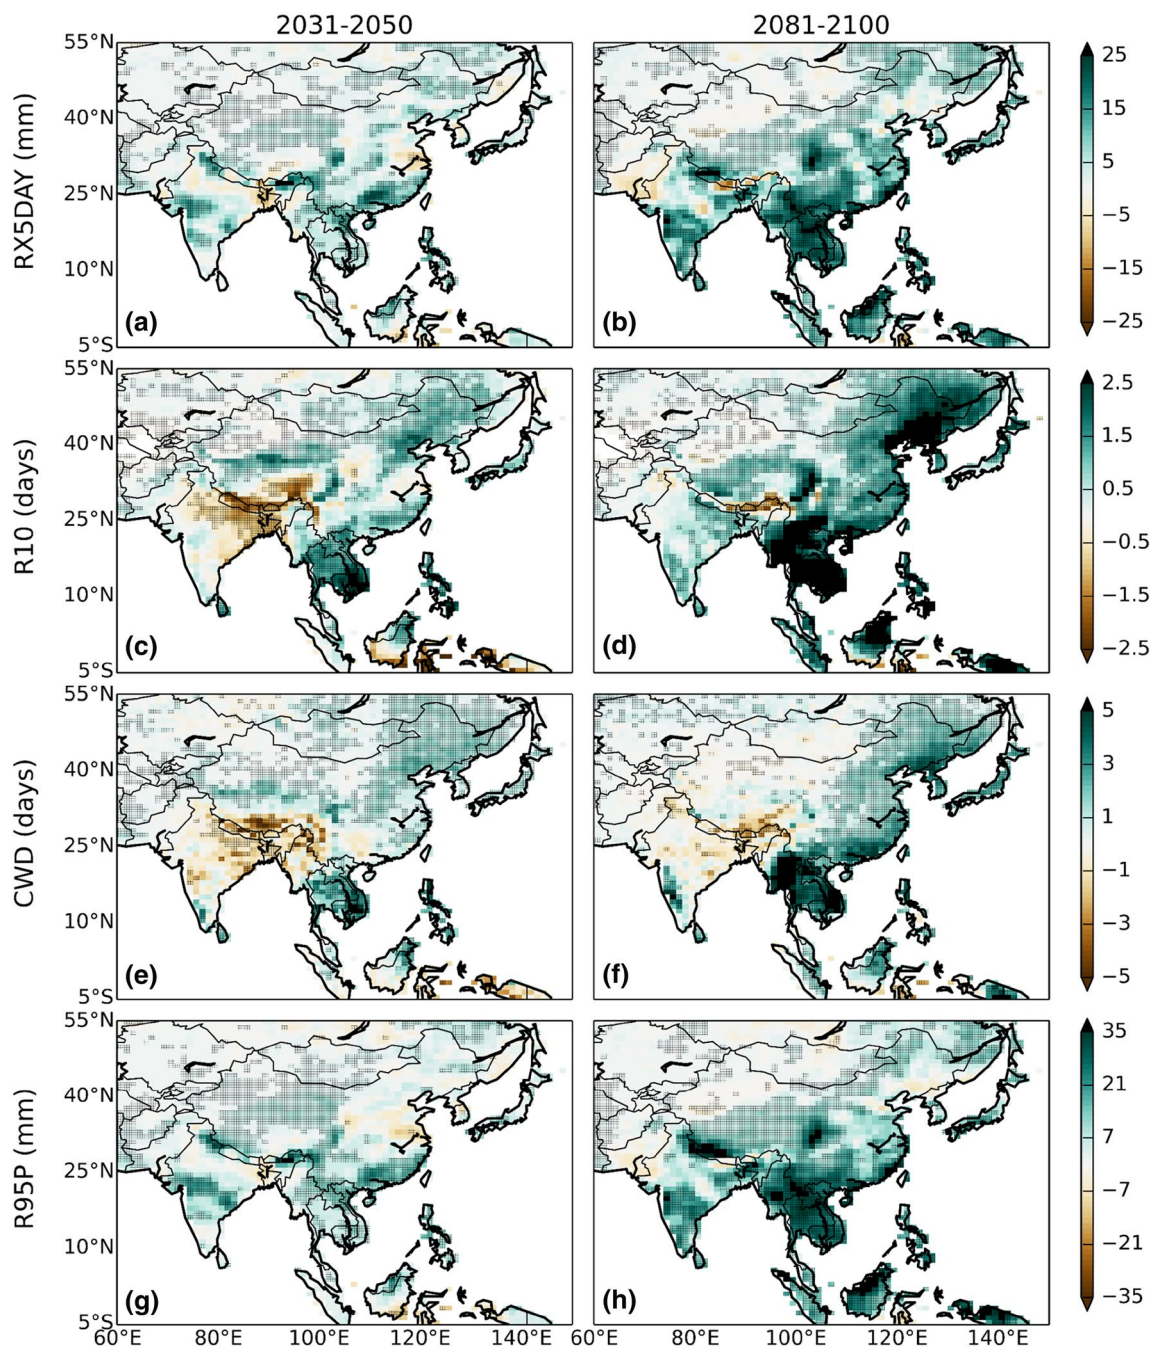 2031-2050 2081-2100
RX5DAY (mm)
55°N
40°N
25°N
10°N
5°S
(a) (b)
25
15
5
−5
−15
−25
R10 (days)
55°N
40°N
25°N
10°N
5°S
(c) (d)
2.5
1.5
0.5
−0.5
−1.5
−2.5
CWD (days)
55°N
40°N
25°N
10°N
5°S
(e) (f)
5
3
1
−1
−3
−5
R95P (mm)
55°N
40°N
25°N
10°N
5°S
(g) (h)
35
21
7
−7
−21
−35
60°E 80°E 100°E 120°E 140°E 60°E 80°E 100°E 120°E 140°E